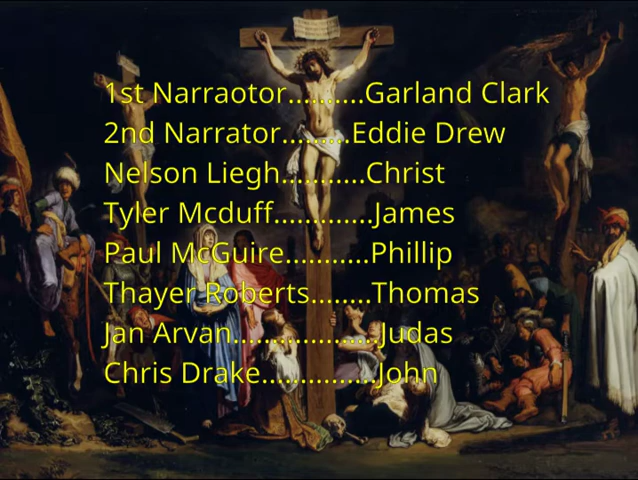 1st Narraotor..........Garland Clark
2nd Narrator.........Eddie Drew
Nelson Liegh...........Christ
Tyler Mcduff.............James
Paul McGuire...........Phillip
Thayer Roberts........Thomas
Jan Arvan...................Judas
Chris Drake...............John